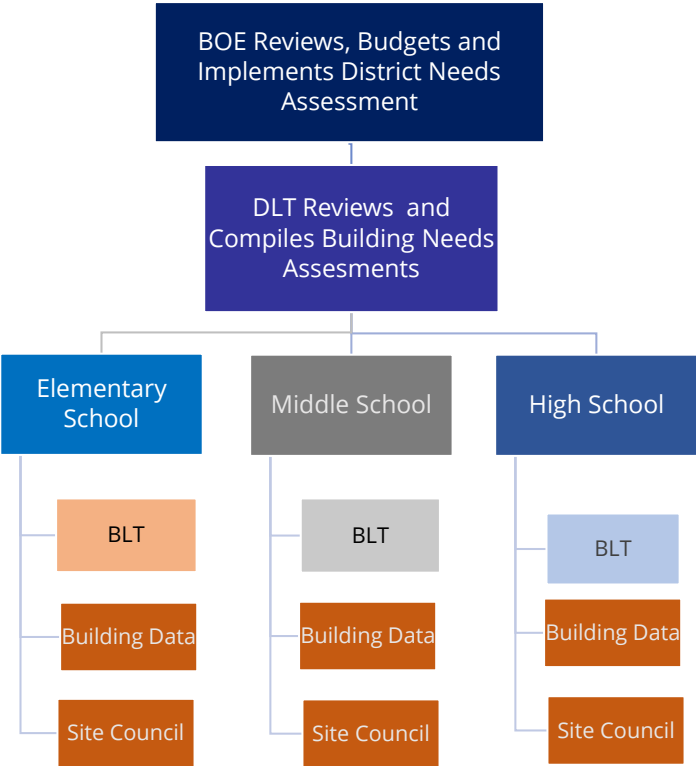 BOE Reviews, Budgets and
Implements District Needs
Assessment
DLT Reviews and
Compiles Building Needs
Assesments
Elementary
School
Middle School
High School
BLT
BLT
BLT
Building Data
Building Data
Building Data
Site Council
Site Council
Site Council